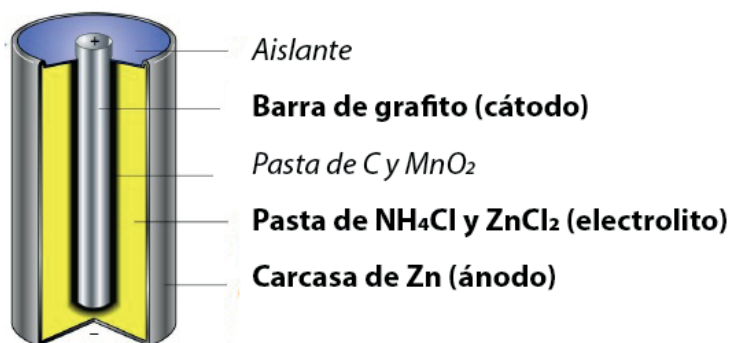 +
Aislante
Barra de grafito (cátodo)
Pasta de C y MnO₂
Pasta de NH₄Cl y ZnCl₂ (electrolito)
Carcasa de Zn (ánodo)
−